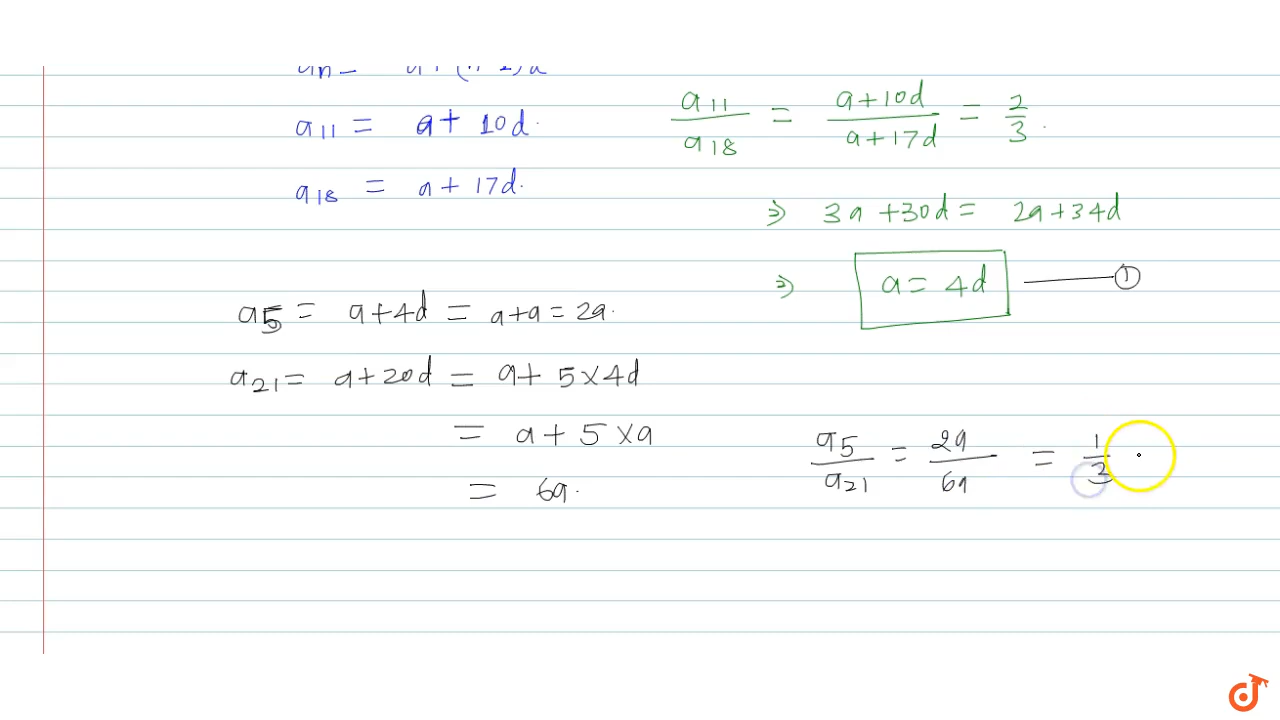 a11 = a + 10d.
a18 = a + 17d.
a11/a18 = (a+10d)/(a+17d) = 2/3.
⇒ 3a + 30d = 2a + 34d
⇒ a = 4d ——— ①
a5 = a + 4d = a + a = 2a.
a21 = a + 20d = a + 5 × 4d
= a + 5 × a
= 6a.
a5/a21 = 2a/6a = 1/3